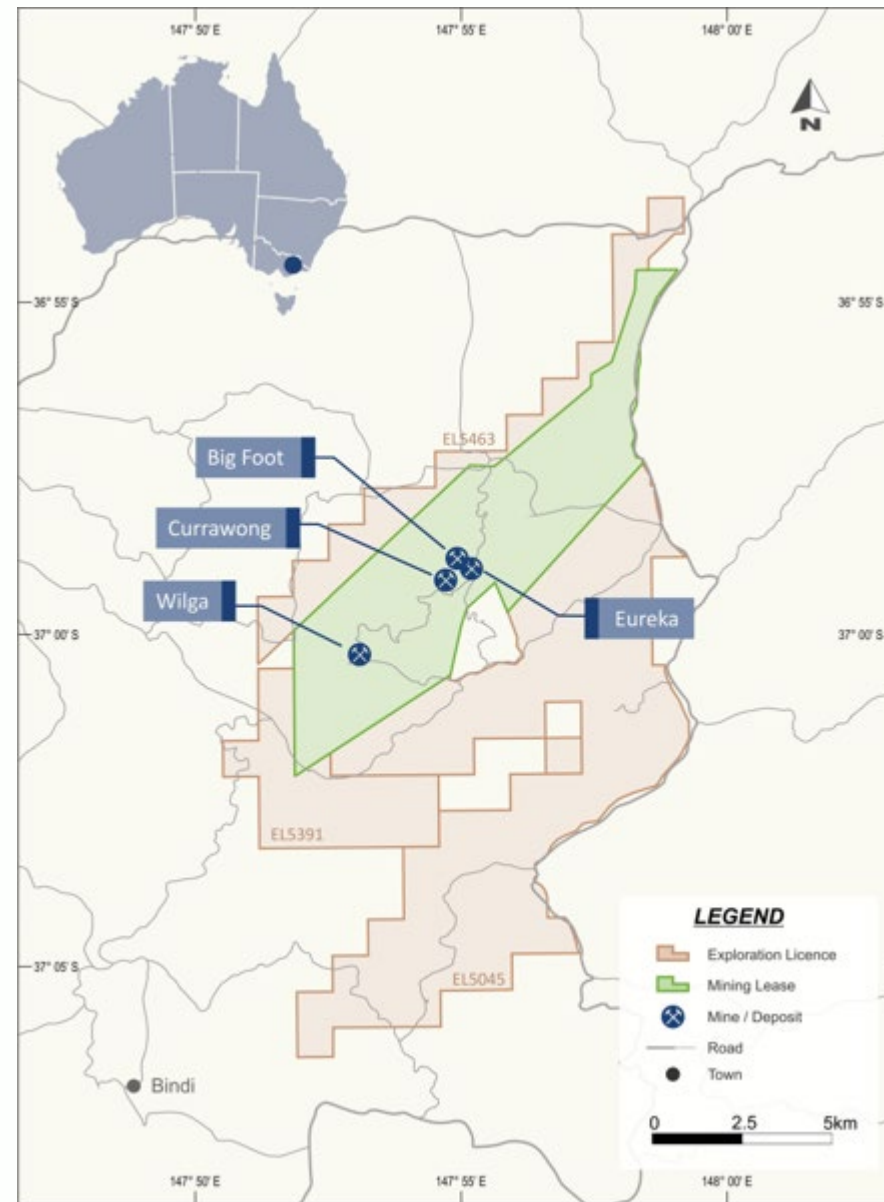 147° 50' E
147° 55' E
148° 00' E
N
36° 55' S
36° 55' S
EL5463
Big Foot
Currawong
Wilga
Eureka
37° 00' S
37° 00' S
EL5391
LEGEND
Exploration Licence
Mining Lease
Mine / Deposit
Road
Town
0 2.5 5km
37° 05' S
EL5045
Bindi
147° 50' E
147° 55' E
148° 00' E